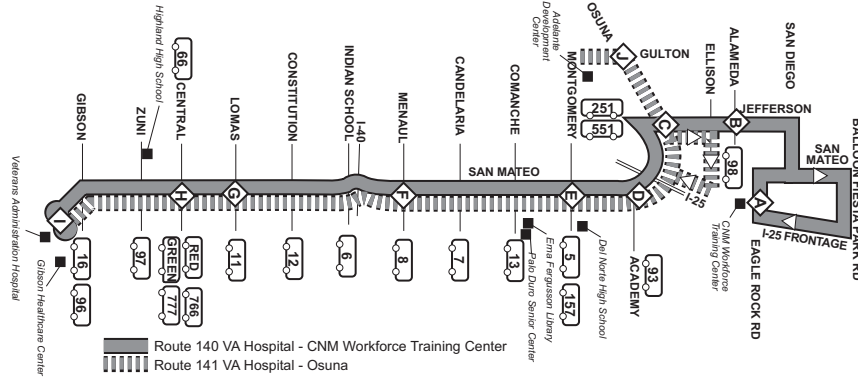 OSUNA
Adelante
Development
Center
J
GULTON
MONTGOMERY
ELLISON
ALAMEDA
SAN DIEGO
BALLOON FIESTA PARK RD
JEFFERSON
B
C
251
551
98
SAN
MATEO
A
I-25 FRONTAGE
EAGLE ROCK RD
CNM Workforce
Training Center
I-25
D
ACADEMY
93
Highland High School
66
GIBSON
ZUNI
CENTRAL
LOMAS
CONSTITUTION
INDIAN SCHOOL
I-40
MENAUL
CANDELARIA
COMANCHE
SAN MATEO
I
H
G
F
E
Veterans Administration Hospital
Gibson Healthcare Center
16
96
97
RED
GREEN
766
777
11
12
6
8
7
13
5
157
Palo Duro Senior Center
Erna Fergusson Library
Del Norte High School
Route 140 VA Hospital - CNM Workforce Training Center
Route 141 VA Hospital - Osuna